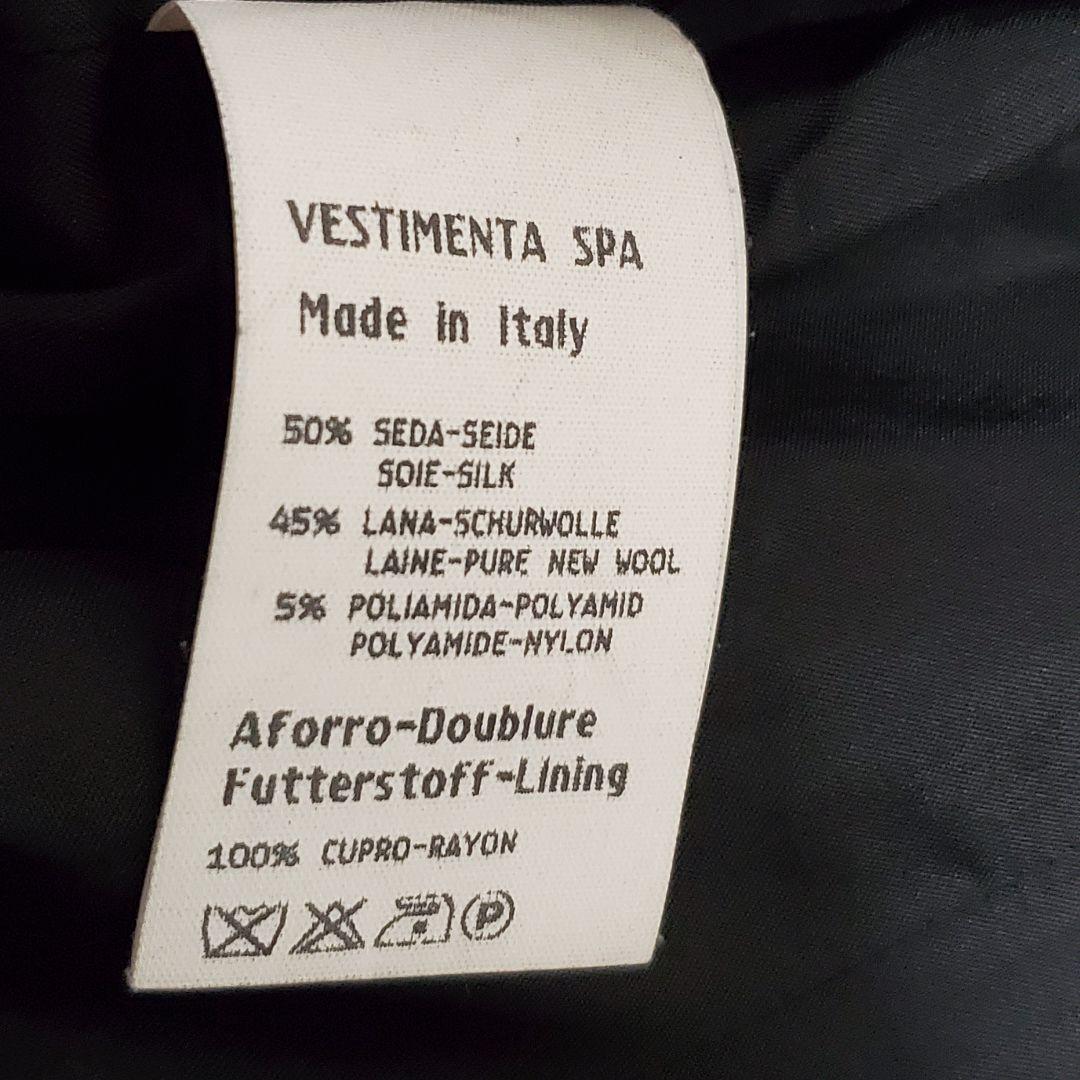 VESTIMENTA SPA
Made in Italy
50% SEDA-SEIDE
SOIE-SILK
45% LANA-SCHURWOLLE
LAINE-PURE NEW WOOL
5% POLIAMIDA-POLYAMID
POLYAMIDE-NYLON
Aforro-Doublure
Futterstoff-Lining
100% CUPRO-RAYON
P